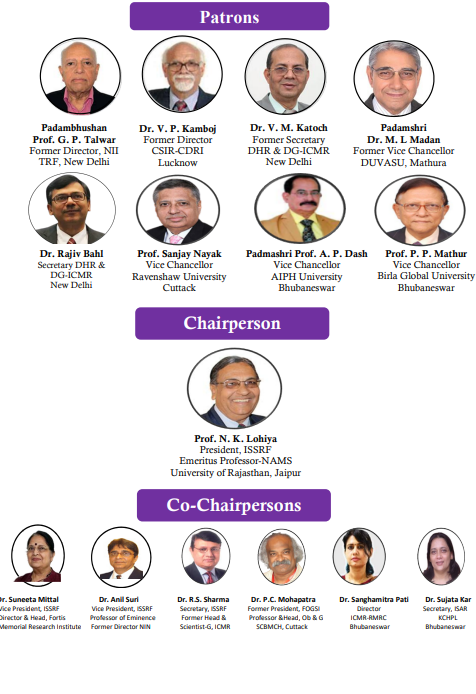 Patrons
Padambhushan
Prof. G. P. Talwar
Former Director, NII
TRF, New Delhi
Dr. V. P. Kamboj
Former Director
CSIR-CDRI
Lucknow
Dr. V. M. Katoch
Former Secretary
DHR & DG-ICMR
New Delhi
Padamshri
Dr. M. L Madan
Former Vice Chancellor
DUVASU, Mathura
Dr. Rajiv Bahl
Secretary DHR &
DG-ICMR
New Delhi
Prof. Sanjay Nayak
Vice Chancellor
Ravenshaw University
Cuttack
Padmashri Prof. A. P. Dash
Vice Chancellor
AIPH University
Bhubaneswar
Prof. P. P. Mathur
Vice Chancellor
Birla Global University
Bhubaneswar
Chairperson
Prof. N. K. Lohiya
President, ISSRF
Emeritus Professor-NAMS
University of Rajasthan, Jaipur
Co-Chairpersons
Dr. Suneeta Mittal
Vice President, ISSRF
Director & Head, Fortis
Memorial Research Institute
Dr. Anil Suri
Vice President, ISSRF
Professor of Eminence
Former Director NIN
Dr. R.S. Sharma
Secretary, ISSRF
Former Head &
Scientist-G, ICMR
Dr. P.C. Mohapatra
Former President, FOGSI
Professor &Head, Ob & G
SCBMCH, Cuttack
Dr. Sanghamitra Pati
Director
ICMR-RMRC
Bhubaneswar
Dr. Sujata Kar
Secretary, ISAR
KCHPL
Bhubaneswar